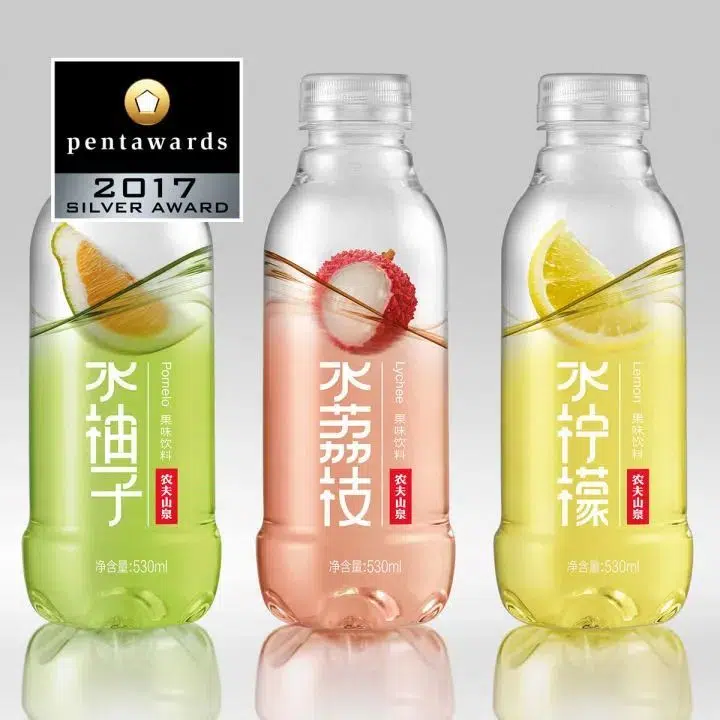 pentawards
2017
SILVER AWARD
水柚子
Pomelo 果味饮料
农夫山泉
净含量:530ml
水荔枝
Lychee 果味饮料
农夫山泉
净含量:530ml
水柠檬
Lemon 果味饮料
农夫山泉
净含量:530ml